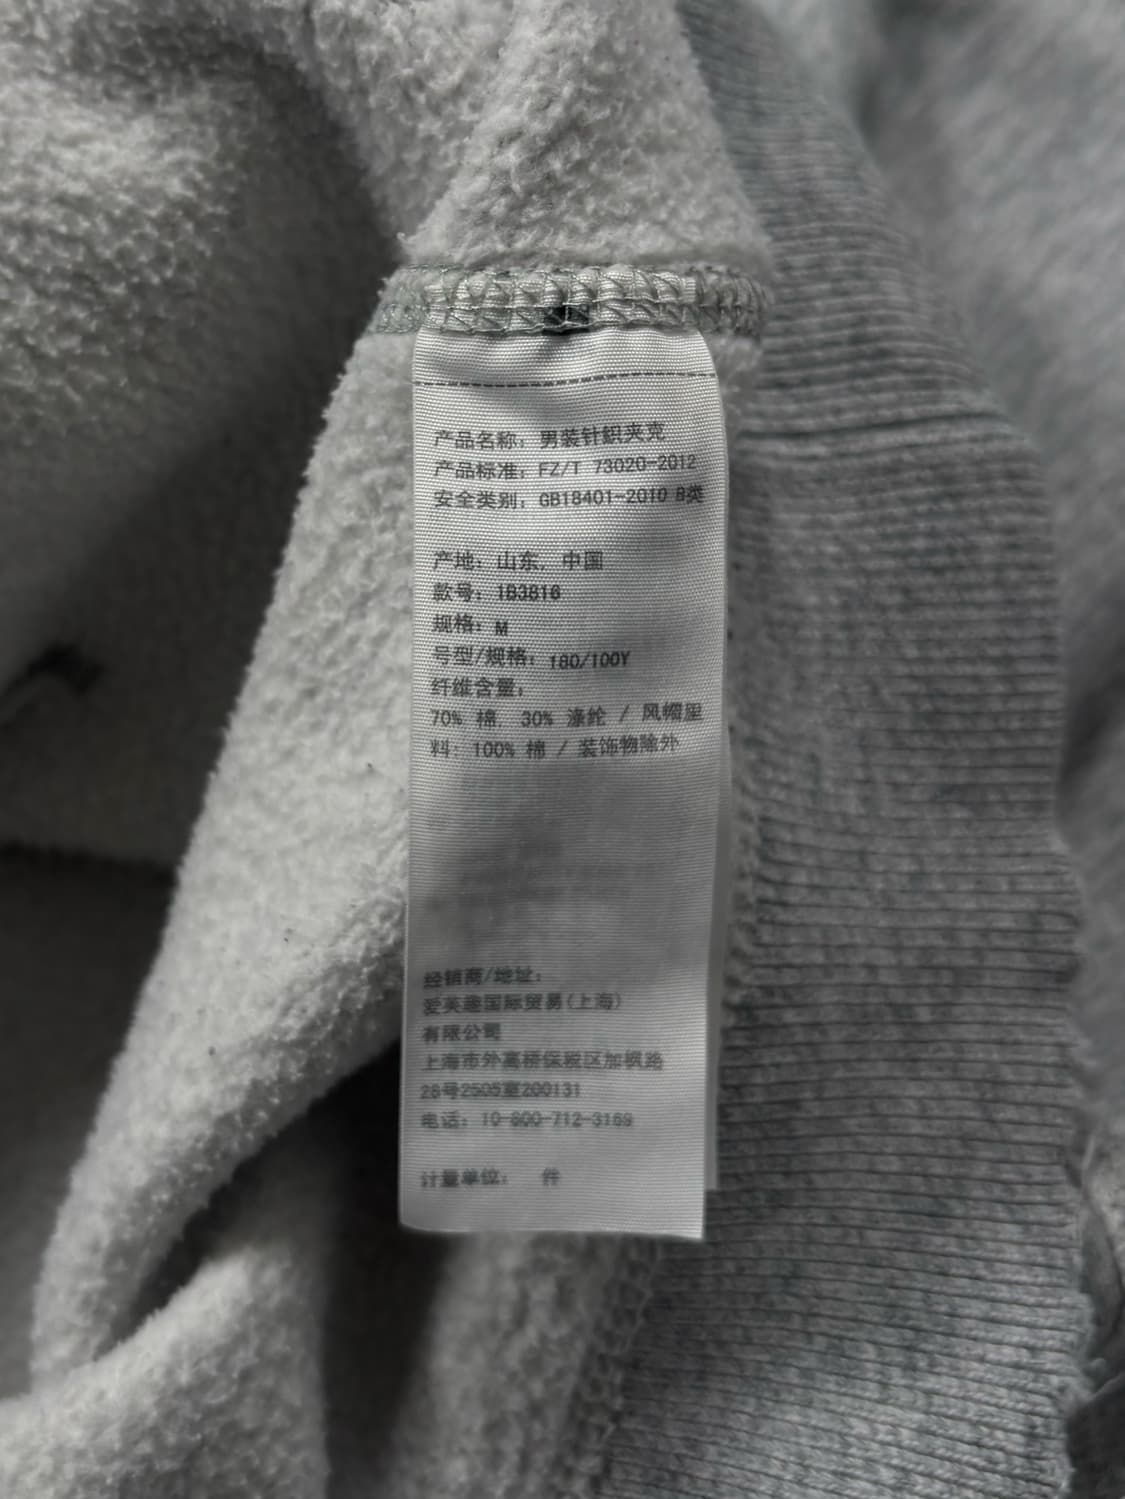 产品名称：男装针织夹克
产品标准：FZ/T 73020-2012
安全类别：GB18401-2010 B类
产地：山东，中国
款号：183816
规格：M
号型/规格：180/100Y
纤维含量：
70% 棉，30% 涤纶 / 风帽里
料：100% 棉 / 装饰物除外
经销商/地址：
爱芙趣国际贸易(上海)
有限公司
上海市外高桥保税区加枫路
26号2505室200131
电话：10-800-712-3169
计量单位： 件